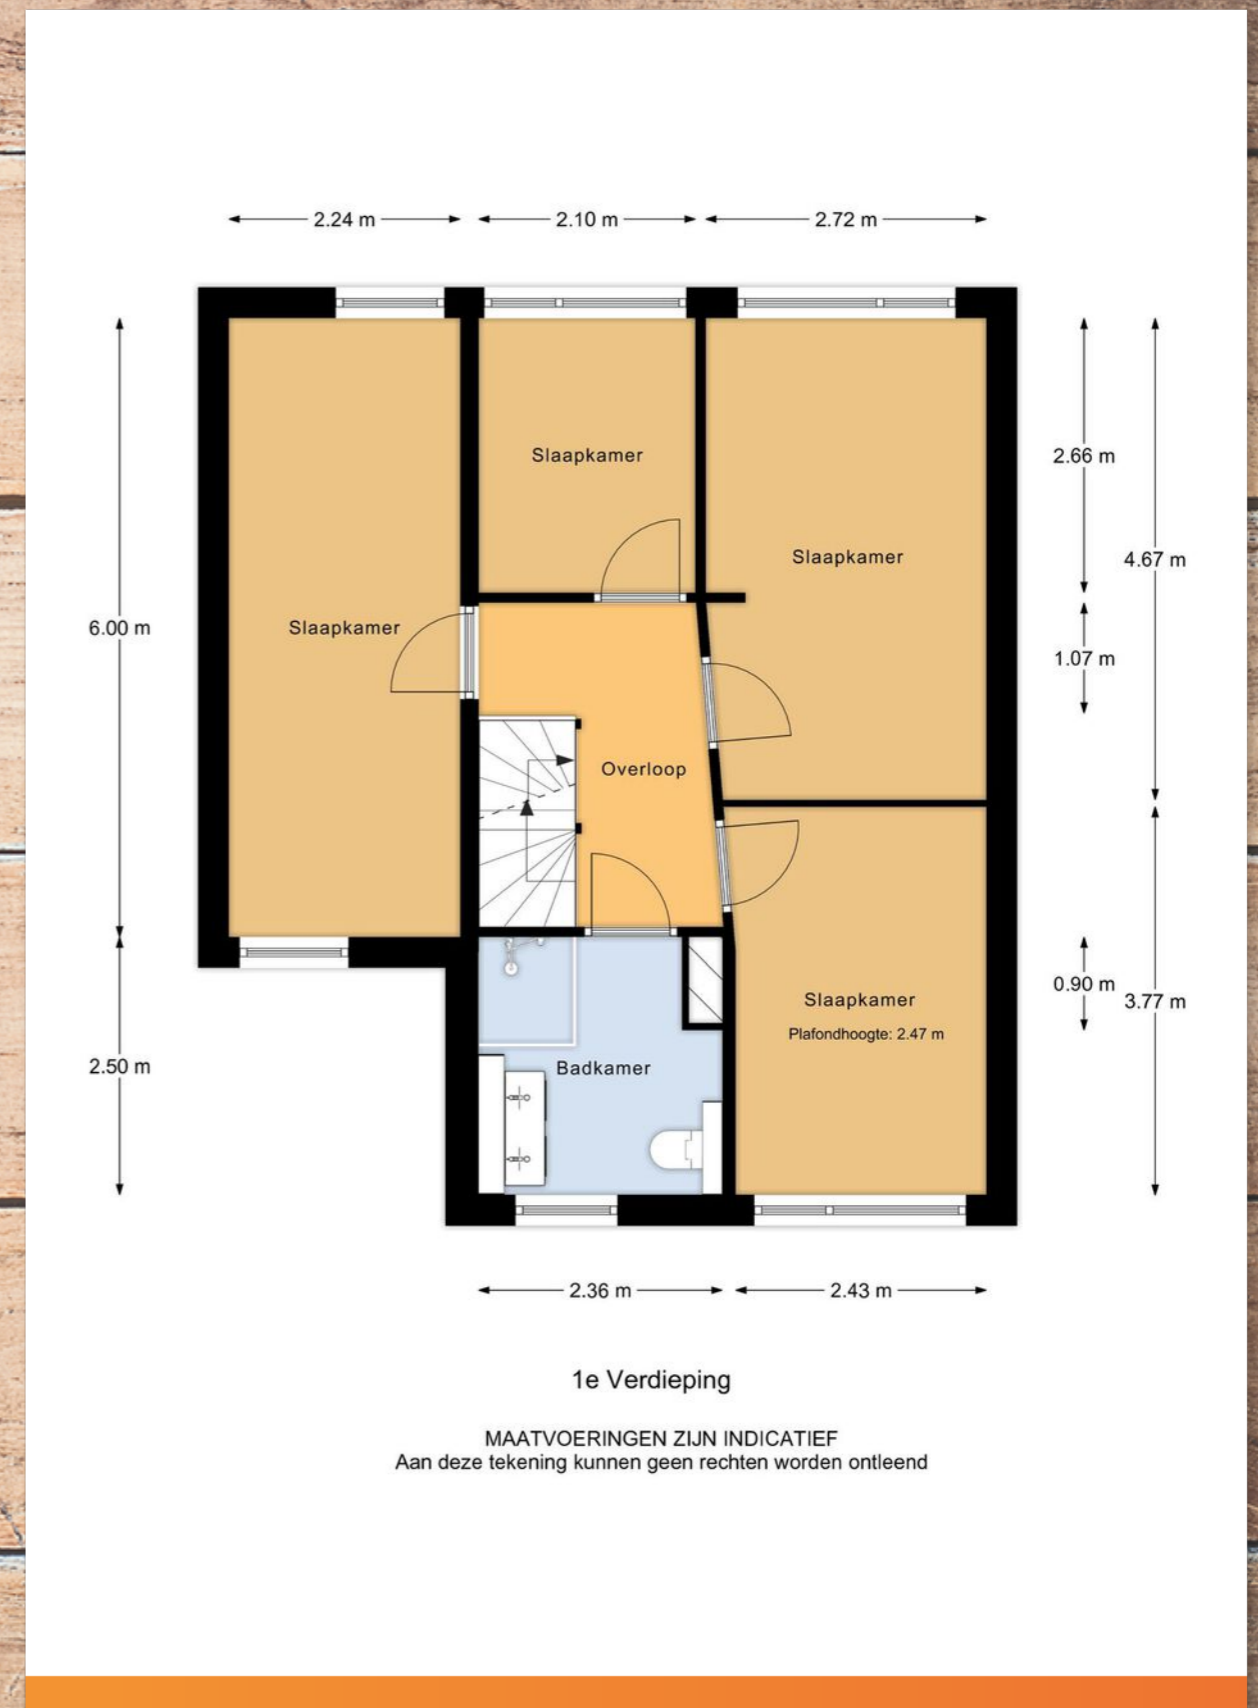 2.24 m
2.10 m
2.72 m
Slaapkamer
2.66 m
Slaapkamer
4.67 m
6.00 m
Slaapkamer
1.07 m
Overloop
0.90 m
Slaapkamer
3.77 m
Plafondhoogte: 2.47 m
2.50 m
Badkamer
2.36 m
2.43 m
1e Verdieping
MAATVOERINGEN ZIJN INDICATIEF
Aan deze tekening kunnen geen rechten worden ontleend